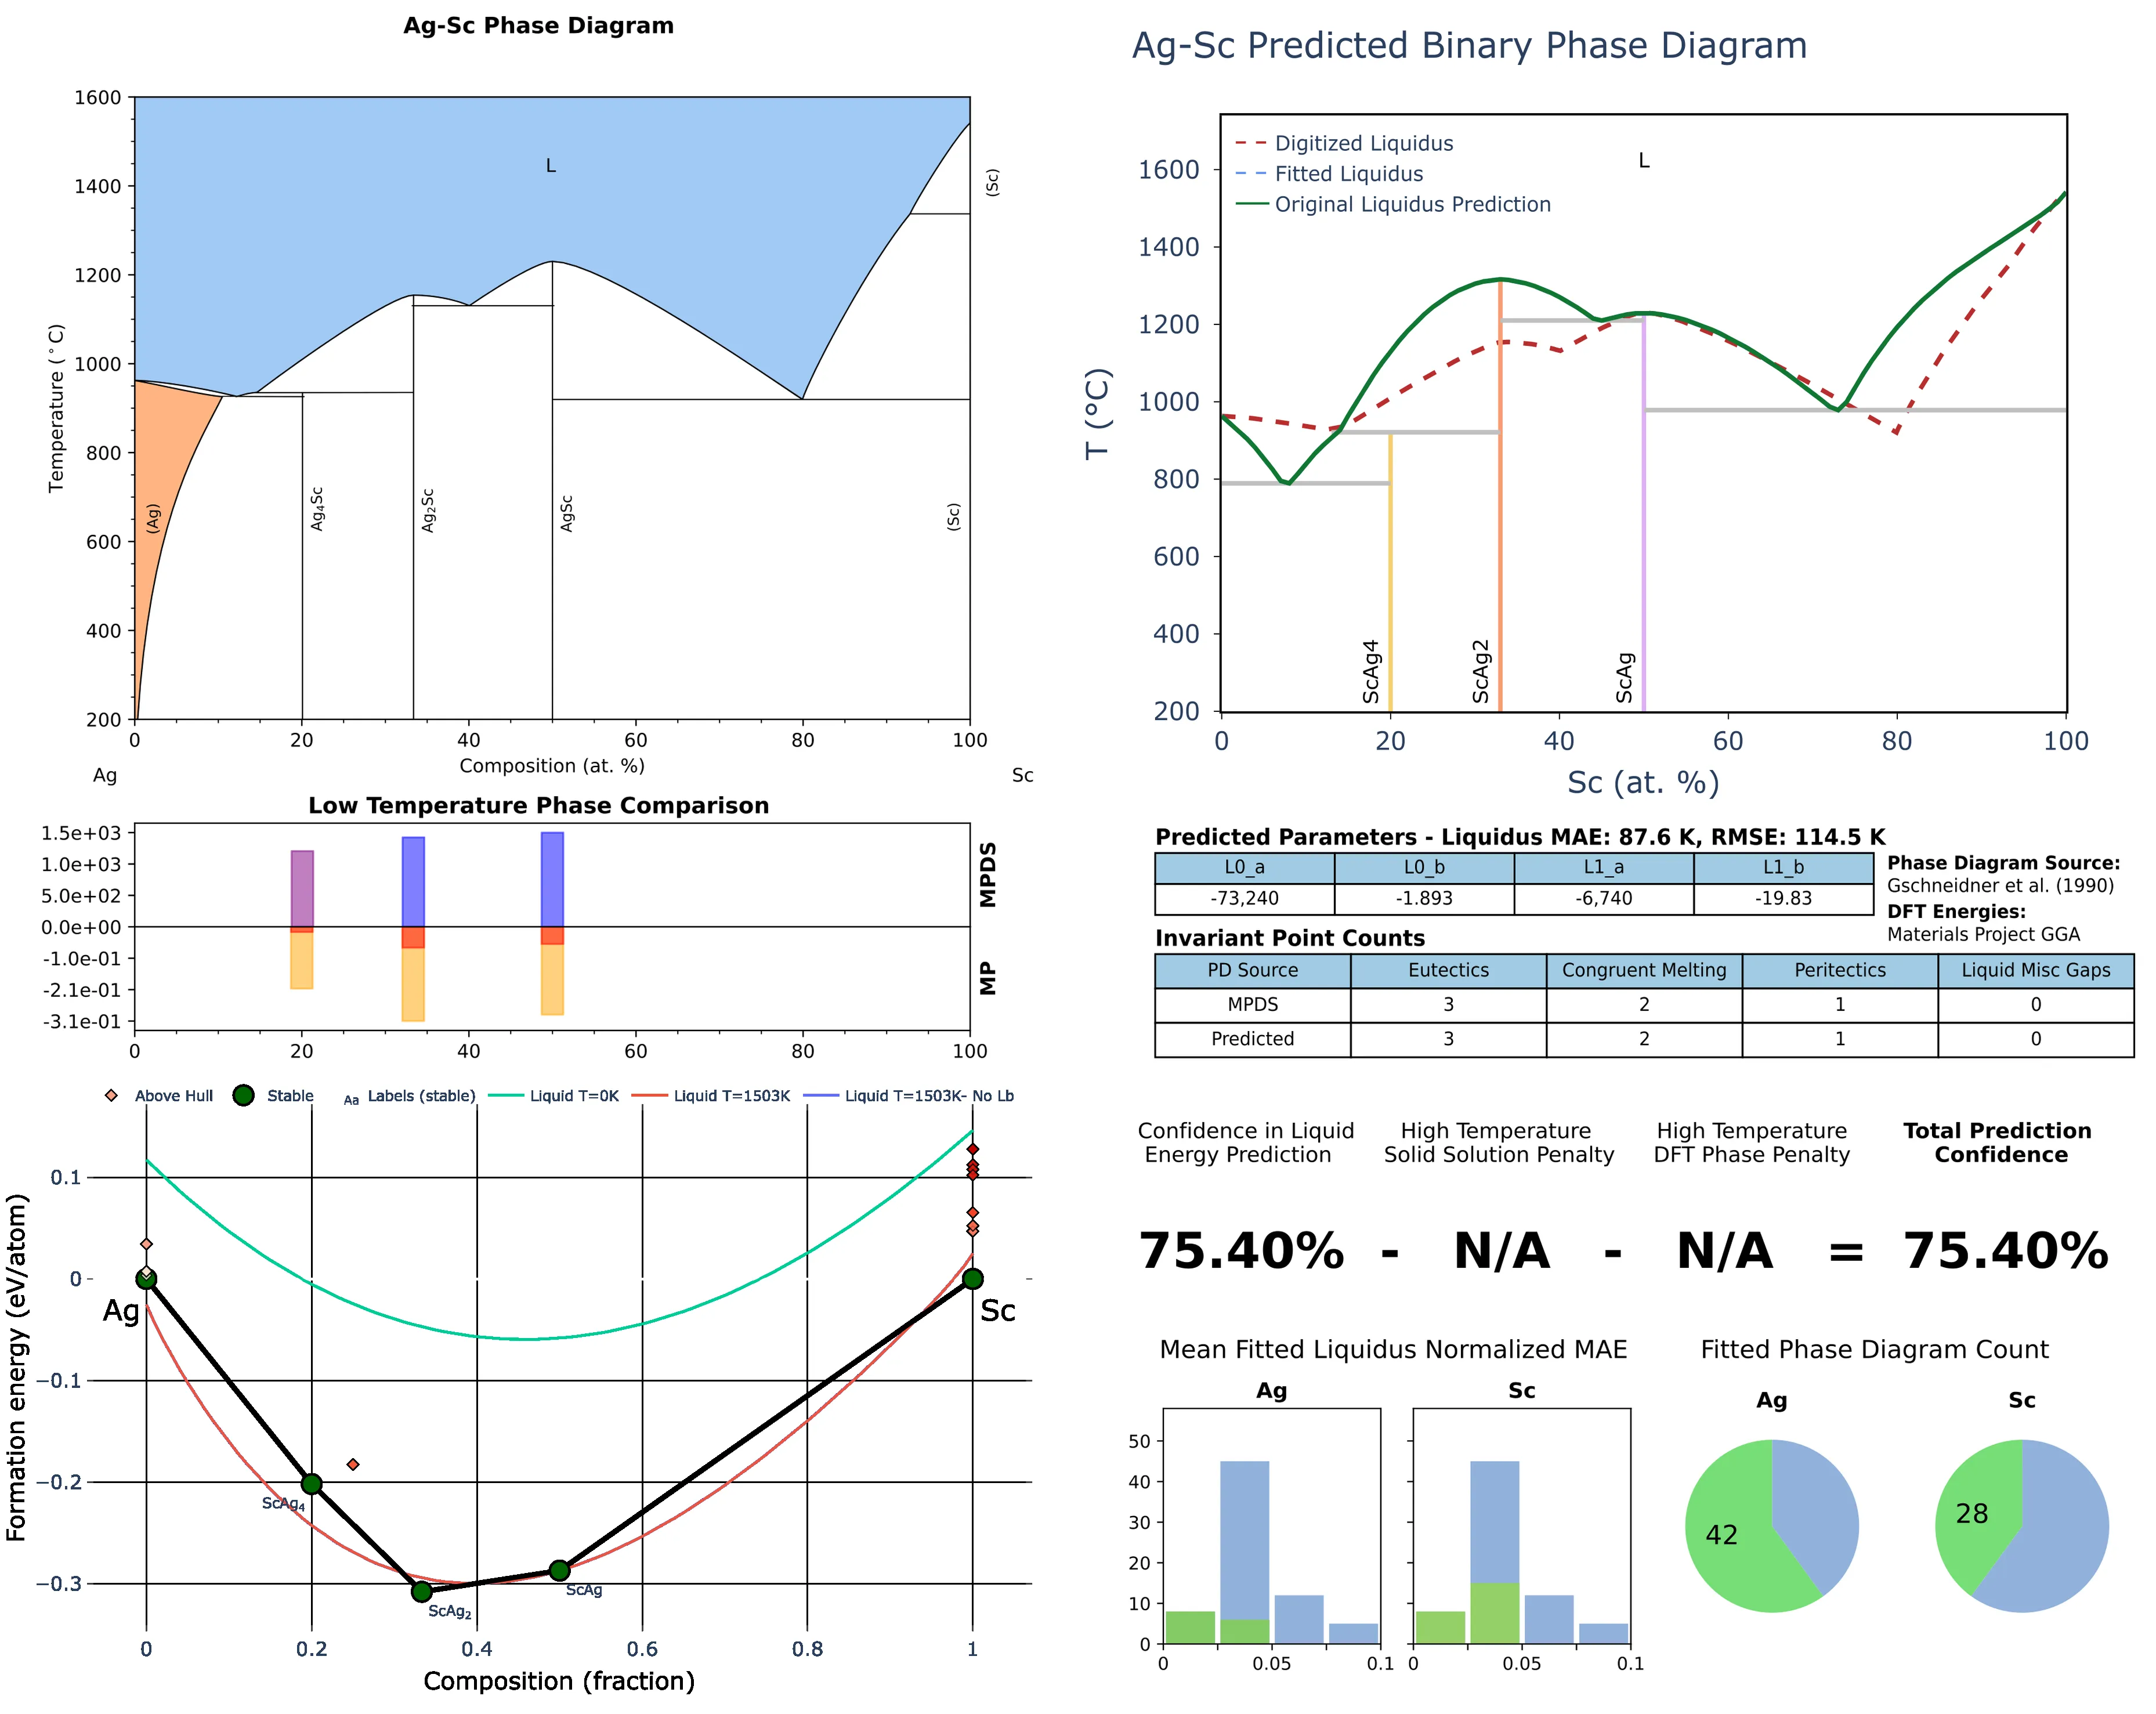 Ag-Sc Phase Diagram
1600
1400
1200
1000
800
600
400
200
Temperature (°C)
L
(Sc)
(Ag)
Ag4Sc
Ag2Sc
AgSc
(Sc)
0 20 40 60 80 100
Composition (at. %)
Ag Sc
Low Temperature Phase Comparison
1.5e+03
1.0e+03
5.0e+02
0.0e+00
-1.0e-01
-2.1e-01
-3.1e-01
MPDS
MP
0 20 40 60 80 100
Above Hull Stable Aa Labels (stable) Liquid T=0K Liquid T=1503K Liquid T=1503K- No Lb
Formation energy (eV/atom)
0.1
0
−0.1
−0.2
−0.3
Ag
Sc
ScAg4
ScAg2
ScAg
0 0.2 0.4 0.6 0.8 1
Composition (fraction)
Ag-Sc Predicted Binary Phase Diagram
Digitized Liquidus
Fitted Liquidus
Original Liquidus Prediction
L
T (°C)
1600
1400
1200
1000
800
600
400
200
ScAg4
ScAg2
ScAg
0 20 40 60 80 100
Sc (at. %)
Predicted Parameters - Liquidus MAE: 87.6 K, RMSE: 114.5 K
L0_a L0_b L1_a L1_b
-73,240 -1.893 -6,740 -19.83
Phase Diagram Source:
Gschneidner et al. (1990)
DFT Energies:
Materials Project GGA
Invariant Point Counts
PD Source Eutectics Congruent Melting Peritectics Liquid Misc Gaps
MPDS 3 2 1 0
Predicted 3 2 1 0
Confidence in Liquid
Energy Prediction
High Temperature
Solid Solution Penalty
High Temperature
DFT Phase Penalty
Total Prediction
Confidence
75.40% - N/A - N/A = 75.40%
Mean Fitted Liquidus Normalized MAE
Ag
Sc
50
40
30
20
10
0
0 0.05 0.1
0 0.05 0.1
Fitted Phase Diagram Count
Ag
Sc
42
28